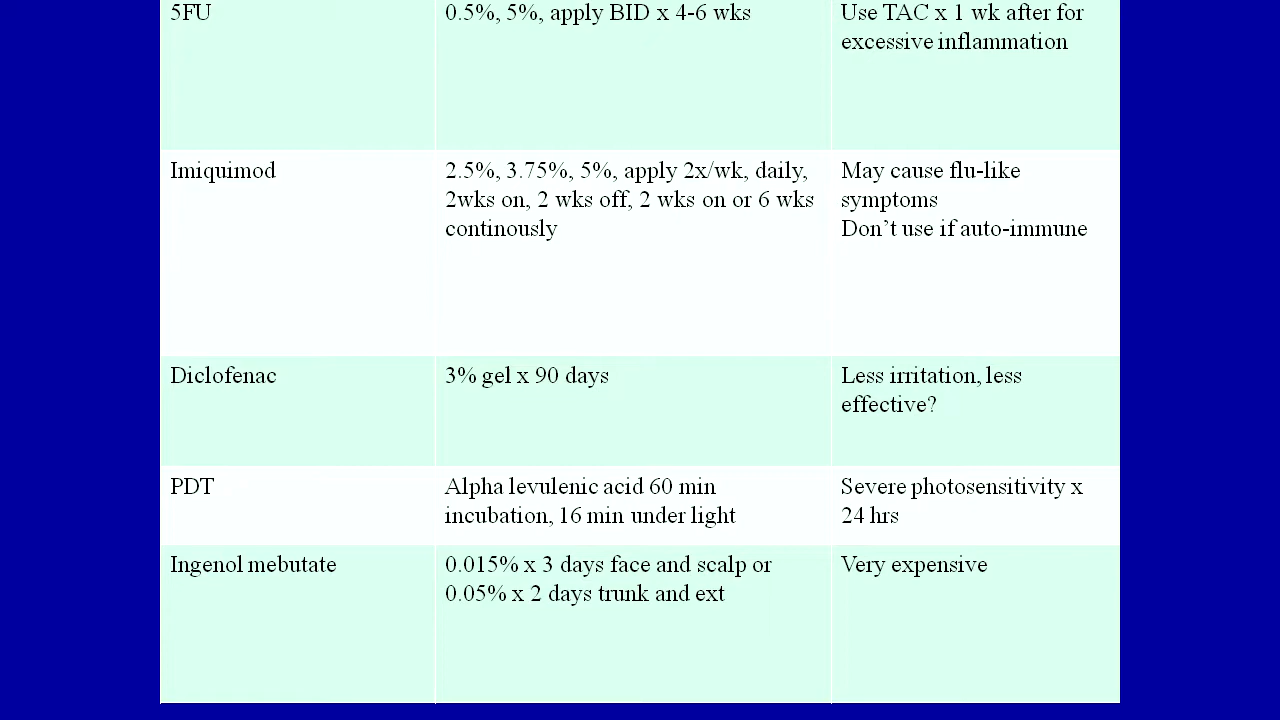 5FU
0.5%, 5%, apply BID x 4-6 wks
Use TAC x 1 wk after for
excessive inflammation
Imiquimod
2.5%, 3.75%, 5%, apply 2x/wk, daily,
2wks on, 2 wks off, 2 wks on or 6 wks
continously
May cause flu-like
symptoms
Don’t use if auto-immune
Diclofenac
3% gel x 90 days
Less irritation, less
effective?
PDT
Alpha levulenic acid 60 min
incubation, 16 min under light
Severe photosensitivity x
24 hrs
Ingenol mebutate
0.015% x 3 days face and scalp or
0.05% x 2 days trunk and ext
Very expensive